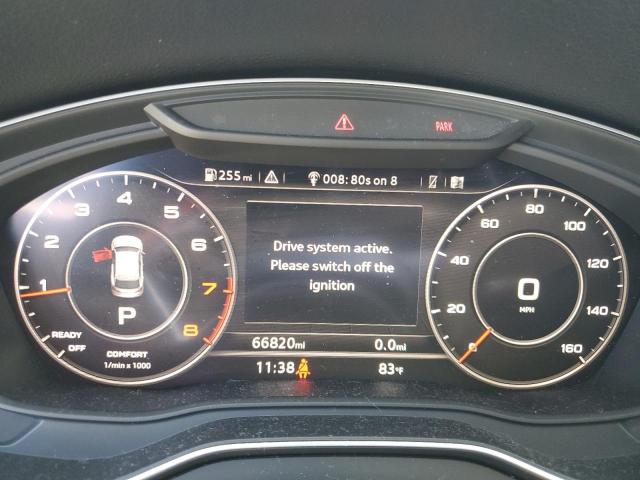 PARK
255 mi
008: 80s on 8
4
3
5
2
6
1
7
8
P
READY
OFF
COMFORT
1/min x 1000
Drive system active.
Please switch off the
ignition
66820mi
0.0mi
11:38
83°F
80
60
100
40
120
20
140
0
160
0
MPH